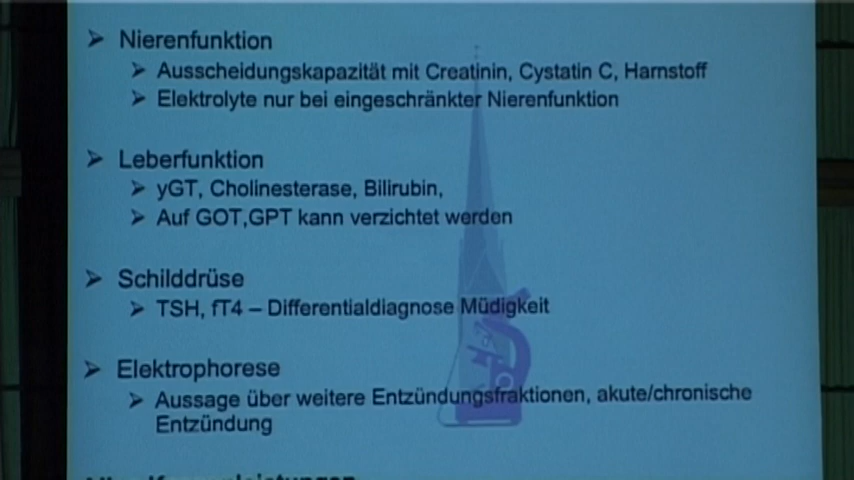 ➢ Nierenfunktion
➢ Ausscheidungskapazität mit Creatinin, Cystatin C, Harnstoff
➢ Elektrolyte nur bei eingeschränkter Nierenfunktion
➢ Leberfunktion
➢ yGT, Cholinesterase, Bilirubin,
➢ Auf GOT,GPT kann verzichtet werden
➢ Schilddrüse
➢ TSH, fT4 – Differentialdiagnose Müdigkeit
➢ Elektrophorese
➢ Aussage über weitere Entzündungsfraktionen, akute/chronische
Entzündung